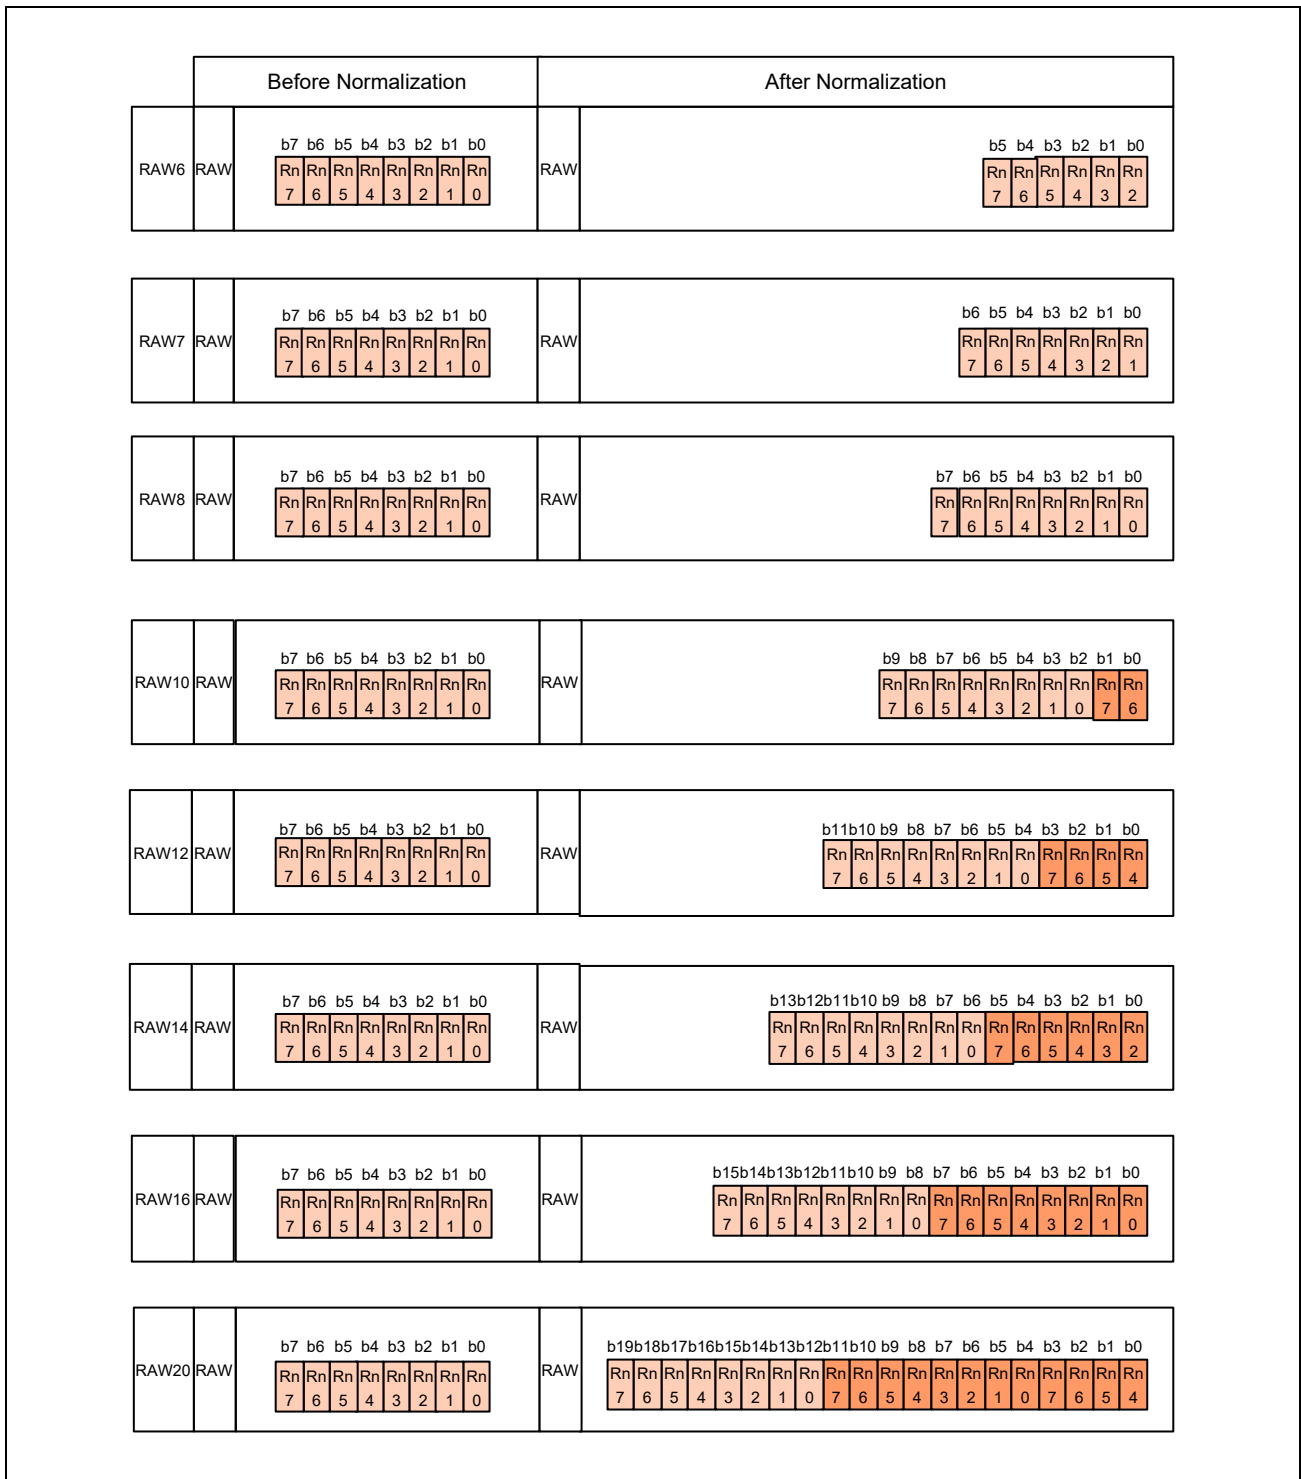 Before Normalization After Normalization
b7 b6 b5 b4 b3 b2 b1 b0 b5 b4 b3 b2 b1 b0
RAW6 RAW Rn Rn Rn Rn Rn Rn Rn Rn RAW Rn Rn Rn Rn Rn Rn
7 6 5 4 3 2 1 0 7 6 5 4 3 2
b7 b6 b5 b4 b3 b2 b1 b0 b6 b5 b4 b3 b2 b1 b0
RAW7 RAW Rn Rn Rn Rn Rn Rn Rn Rn RAW Rn Rn Rn Rn Rn Rn Rn
7 6 5 4 3 2 1 0 7 6 5 4 3 2 1
b7 b6 b5 b4 b3 b2 b1 b0 b7 b6 b5 b4 b3 b2 b1 b0
RAW8 RAW Rn Rn Rn Rn Rn Rn Rn Rn RAW Rn Rn Rn Rn Rn Rn Rn Rn
7 6 5 4 3 2 1 0 7 6 5 4 3 2 1 0
b7 b6 b5 b4 b3 b2 b1 b0 b9 b8 b7 b6 b5 b4 b3 b2 b1 b0
RAW10 RAW Rn Rn Rn Rn Rn Rn Rn Rn RAW Rn Rn Rn Rn Rn Rn Rn Rn Rn Rn
7 6 5 4 3 2 1 0 7 6 5 4 3 2 1 0 7 6
b7 b6 b5 b4 b3 b2 b1 b0 b11 b10 b9 b8 b7 b6 b5 b4 b3 b2 b1 b0
RAW12 RAW Rn Rn Rn Rn Rn Rn Rn Rn RAW Rn Rn Rn Rn Rn Rn Rn Rn Rn Rn Rn Rn
7 6 5 4 3 2 1 0 7 6 5 4 3 2 1 0 7 6 5 4
b7 b6 b5 b4 b3 b2 b1 b0 b13 b12 b11 b10 b9 b8 b7 b6 b5 b4 b3 b2 b1 b0
RAW14 RAW Rn Rn Rn Rn Rn Rn Rn Rn RAW Rn Rn Rn Rn Rn Rn Rn Rn Rn Rn Rn Rn Rn Rn
7 6 5 4 3 2 1 0 7 6 5 4 3 2 1 0 7 6 5 4 3 2
b7 b6 b5 b4 b3 b2 b1 b0 b15 b14 b13 b12 b11 b10 b9 b8 b7 b6 b5 b4 b3 b2 b1 b0
RAW16 RAW Rn Rn Rn Rn Rn Rn Rn Rn RAW Rn Rn Rn Rn Rn Rn Rn Rn Rn Rn Rn Rn Rn Rn Rn Rn
7 6 5 4 3 2 1 0 7 6 5 4 3 2 1 0 7 6 5 4 3 2 1 0
b7 b6 b5 b4 b3 b2 b1 b0 b19 b18 b17 b16 b15 b14 b13 b12 b11 b10 b9 b8 b7 b6 b5 b4 b3 b2 b1 b0
RAW20 RAW Rn Rn Rn Rn Rn Rn Rn Rn RAW Rn Rn Rn Rn Rn Rn Rn Rn Rn Rn Rn Rn Rn Rn Rn Rn Rn Rn Rn Rn
7 6 5 4 3 2 1 0 7 6 5 4 3 2 1 0 7 6 5 4 3 2 1 0 7 6 5 4